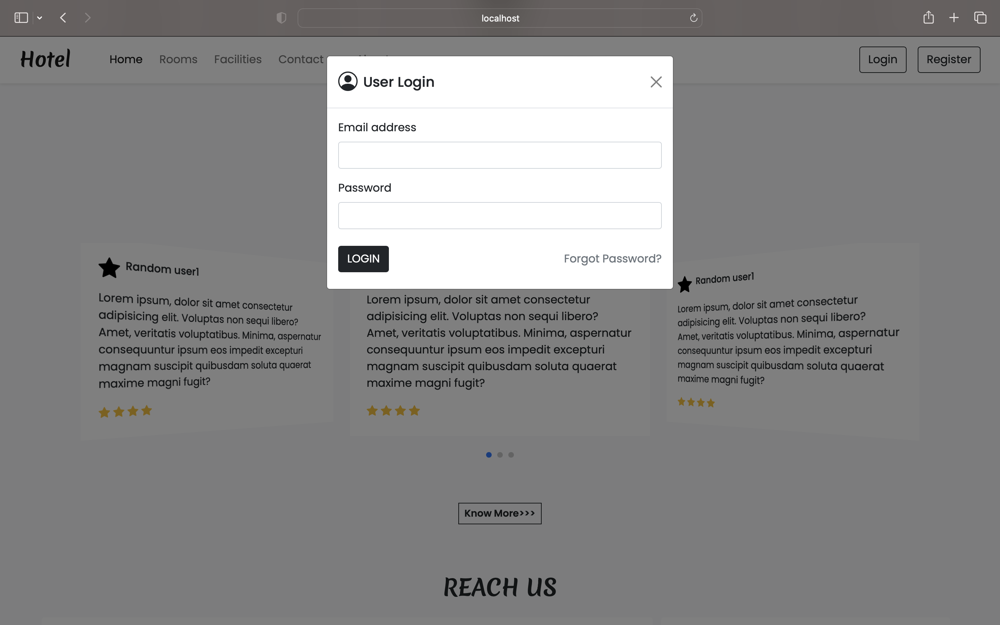 localhost
Hotel
Home
Rooms
Facilities
Contact
Login
Register
User Login
Email address
Password
LOGIN
Forgot Password?
Random user1
Lorem ipsum, dolor sit amet consectetur
adipisicing elit. Voluptas non sequi libero?
Amet, veritatis voluptatibus. Minima, aspernatur
consequuntur ipsum eos impedit excepturi
magnam suscipit quibusdam soluta quaerat
maxime magni fugit?
Lorem ipsum, dolor sit amet consectetur
adipisicing elit. Voluptas non sequi libero?
Amet, veritatis voluptatibus. Minima, aspernatur
consequuntur ipsum eos impedit excepturi
magnam suscipit quibusdam soluta quaerat
maxime magni fugit?
Random user1
Lorem ipsum, dolor sit amet consectetur
adipisicing elit. Voluptas non sequi libero?
Amet, veritatis voluptatibus. Minima, aspernatur
consequuntur ipsum eos impedit excepturi
magnam suscipit quibusdam soluta quaerat
maxime magni fugit?
Know More>>>
REACH US